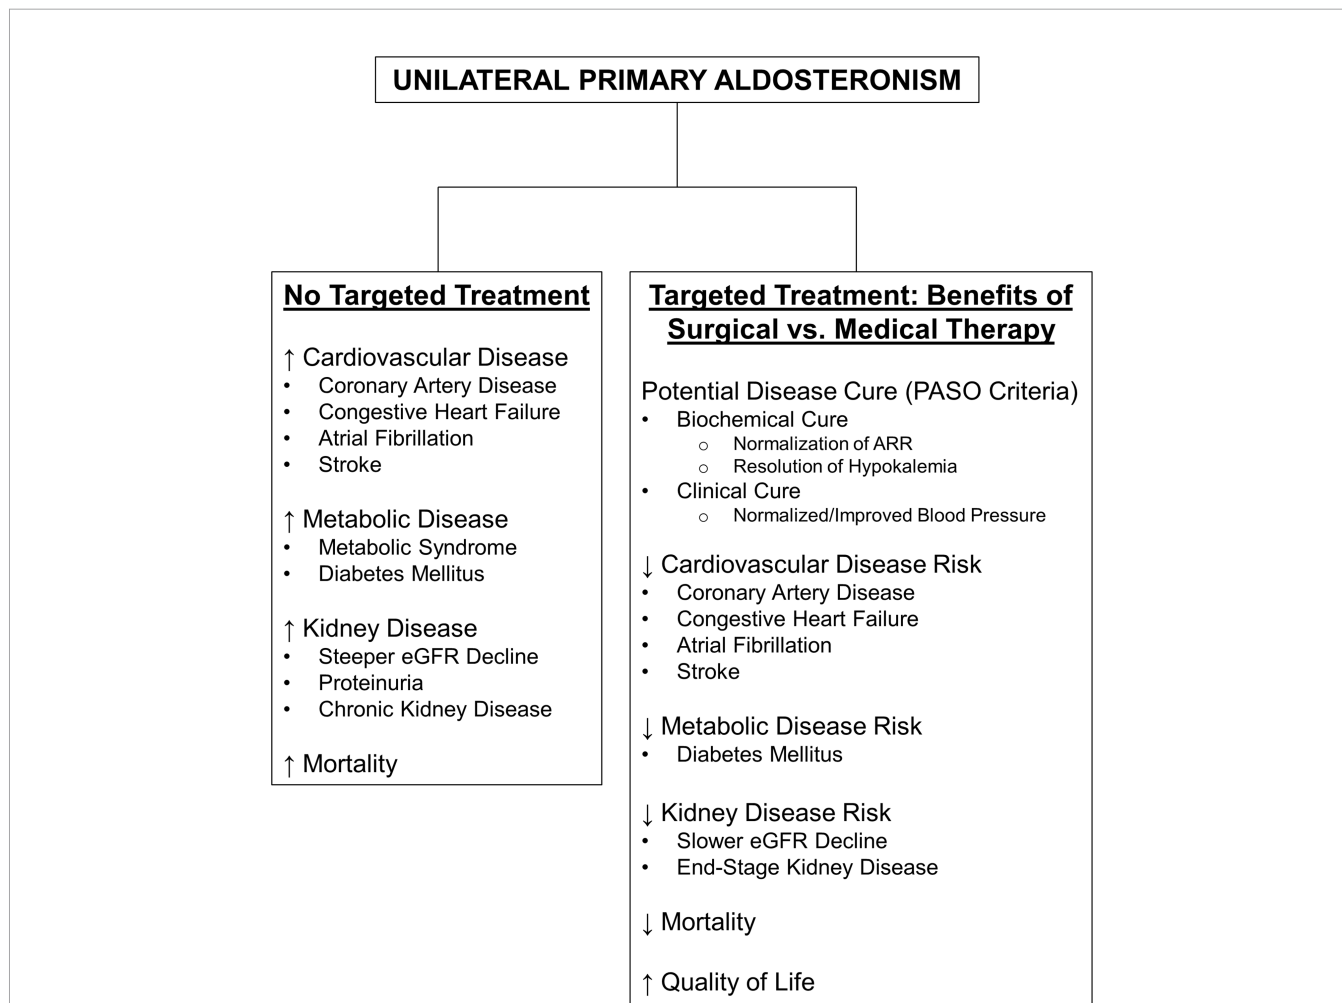 UNILATERAL PRIMARY ALDOSTERONISM
No Targeted Treatment
↑ Cardiovascular Disease
• Coronary Artery Disease
• Congestive Heart Failure
• Atrial Fibrillation
• Stroke
↑ Metabolic Disease
• Metabolic Syndrome
• Diabetes Mellitus
↑ Kidney Disease
• Steeper eGFR Decline
• Proteinuria
• Chronic Kidney Disease
↑ Mortality
Targeted Treatment: Benefits of
Surgical vs. Medical Therapy
Potential Disease Cure (PASO Criteria)
• Biochemical Cure
o Normalization of ARR
o Resolution of Hypokalemia
• Clinical Cure
o Normalized/Improved Blood Pressure
↓ Cardiovascular Disease Risk
• Coronary Artery Disease
• Congestive Heart Failure
• Atrial Fibrillation
• Stroke
↓ Metabolic Disease Risk
• Diabetes Mellitus
↓ Kidney Disease Risk
• Slower eGFR Decline
• End-Stage Kidney Disease
↓ Mortality
↑ Quality of Life